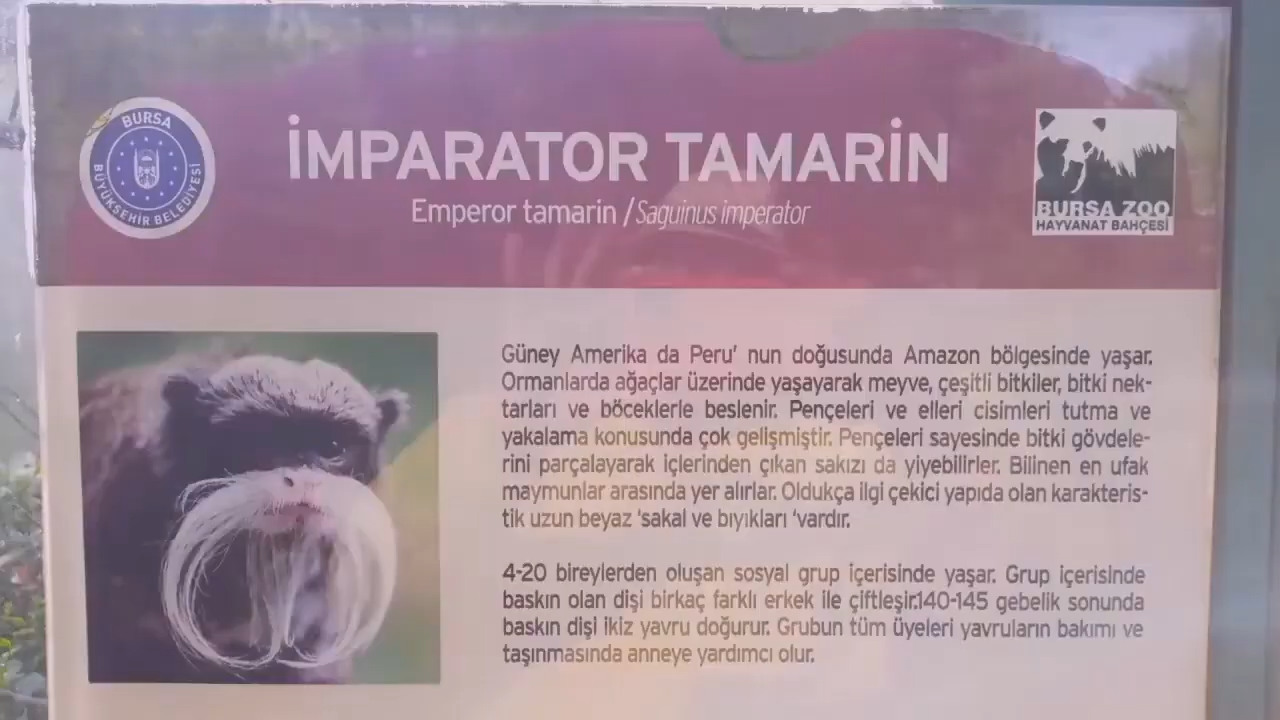 BURSA
BÜYÜKŞEHİR BELEDİYESİ
İMPARATOR TAMARİN
Emperor tamarin / Saguinus imperator
BURSA ZOO
HAYVANAT BAHÇESİ
Güney Amerika da Peru' nun doğusunda Amazon bölgesinde yaşar.
Ormanlarda ağaçlar üzerinde yaşayarak meyve, çeşitli bitkiler, bitki nek-
tarları ve böceklerle beslenir. Pençeleri ve elleri cisimleri tutma ve
yakalama konusunda çok gelişmiştir. Pençeleri sayesinde bitki gövdele-
rini parçalayarak içlerinden çıkan sakızı da yiyebilirler. Bilinen en ufak
maymunlar arasında yer alırlar. Oldukça ilgi çekici yapıda olan karakteris-
tik uzun beyaz 'sakal ve bıyıkları 'vardır.
4-20 bireylerden oluşan sosyal grup içerisinde yaşar. Grup içerisinde
baskın olan dişi birkaç farklı erkek ile çiftleşir.140-145 gebelik sonunda
baskın dişi ikiz yavru doğurur. Grubun tüm üyeleri yavruların bakımı ve
taşınmasında anneye yardımcı olur.